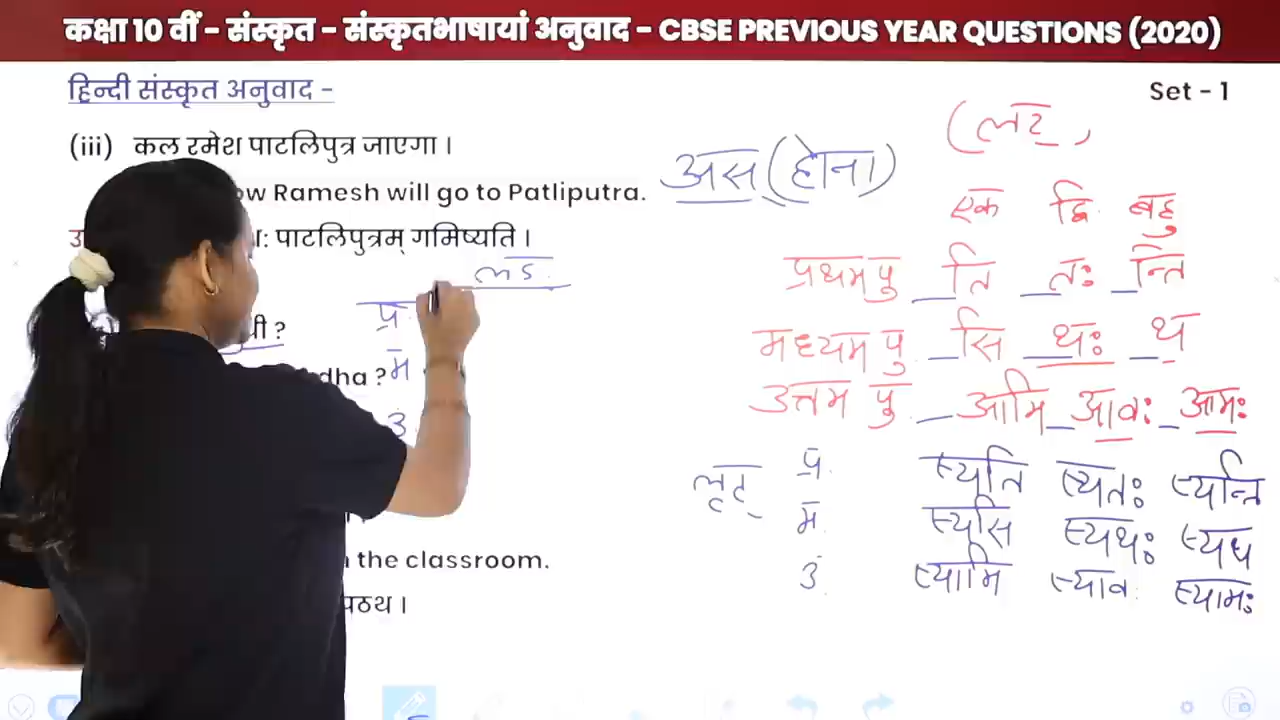 कक्षा 10 वीं - संस्कृत - संस्कृतभाषायां अनुवाद - CBSE PREVIOUS YEAR QUESTIONS (2020)
हिन्दी संस्कृत अनुवाद -
Set - 1
(iii) कल रमेश पाटलिपुत्र जाएगा ।
Ramesh will go to Patliputra.
पाटलिपुत्रम् गमिष्यति ।
लङ्
प्र.
म
उ
?
?
the classroom.
पठथ ।
अस् (होना)
(लट्)
एक द्वि बहु
प्रथम पु _ति _तः _न्ति
मध्यम पु _सि _थः _थ
उत्तम पु _आमि _आवः _आमः
लृट् प्र. स्यति स्यतः स्यन्ति
म. स्यसि स्यथः स्यथ
उ स्यामि स्याव: स्यामः